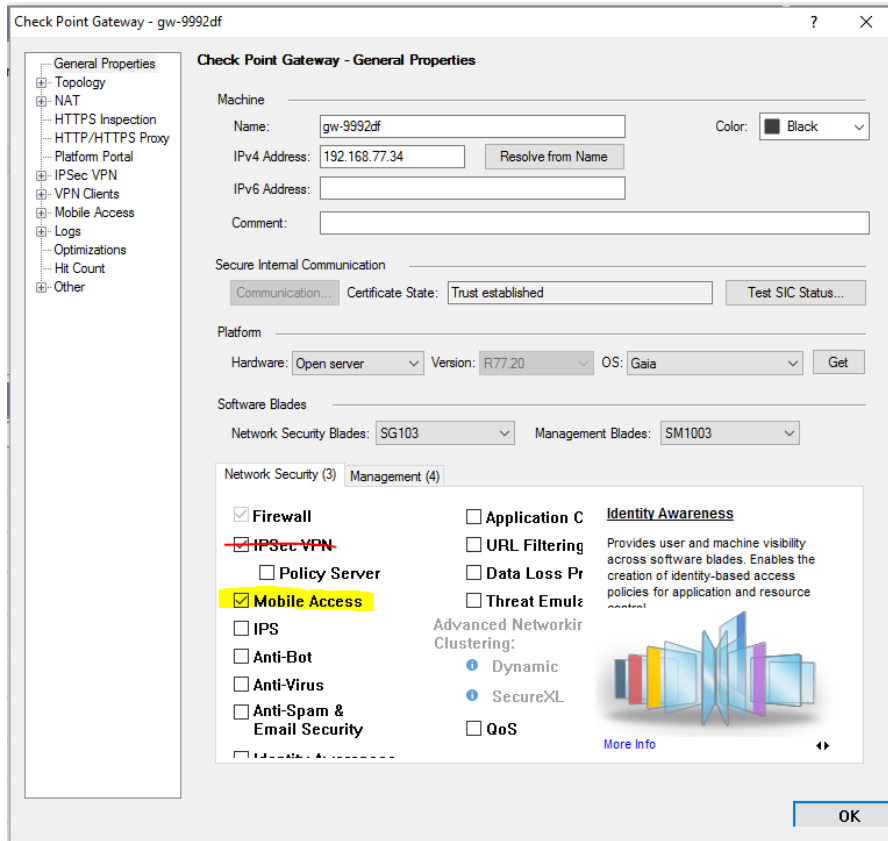 Check Point Gateway - gw-9992df
?
General Properties
Topology
NAT
HTTPS Inspection
HTTP/HTTPS Proxy
Platform Portal
IPSec VPN
VPN Clients
Mobile Access
Logs
Optimizations
Hit Count
Other
Check Point Gateway - General Properties
Machine
Name: gw-9992df Color: Black
IPv4 Address: 192.168.77.34 Resolve from Name
IPv6 Address:
Comment:
Secure Internal Communication
Communication... Certificate State: Trust established Test SIC Status...
Platform
Hardware: Open server Version: R77.20 OS: Gaia Get
Software Blades
Network Security Blades: SG103 Management Blades: SM1003
Network Security (3) Management (4)
Firewall
IPSec VPN
Policy Server
Mobile Access
IPS
Anti-Bot
Anti-Virus
Anti-Spam &
Email Security
Application C
URL Filtering
Data Loss Pr
Threat Emula
Advanced Networkin
Clustering:
Dynamic
SecureXL
QoS
Identity Awareness
Provides user and machine visibility
across software blades. Enables the
creation of identity-based access
policies for application and resource
More Info
OK